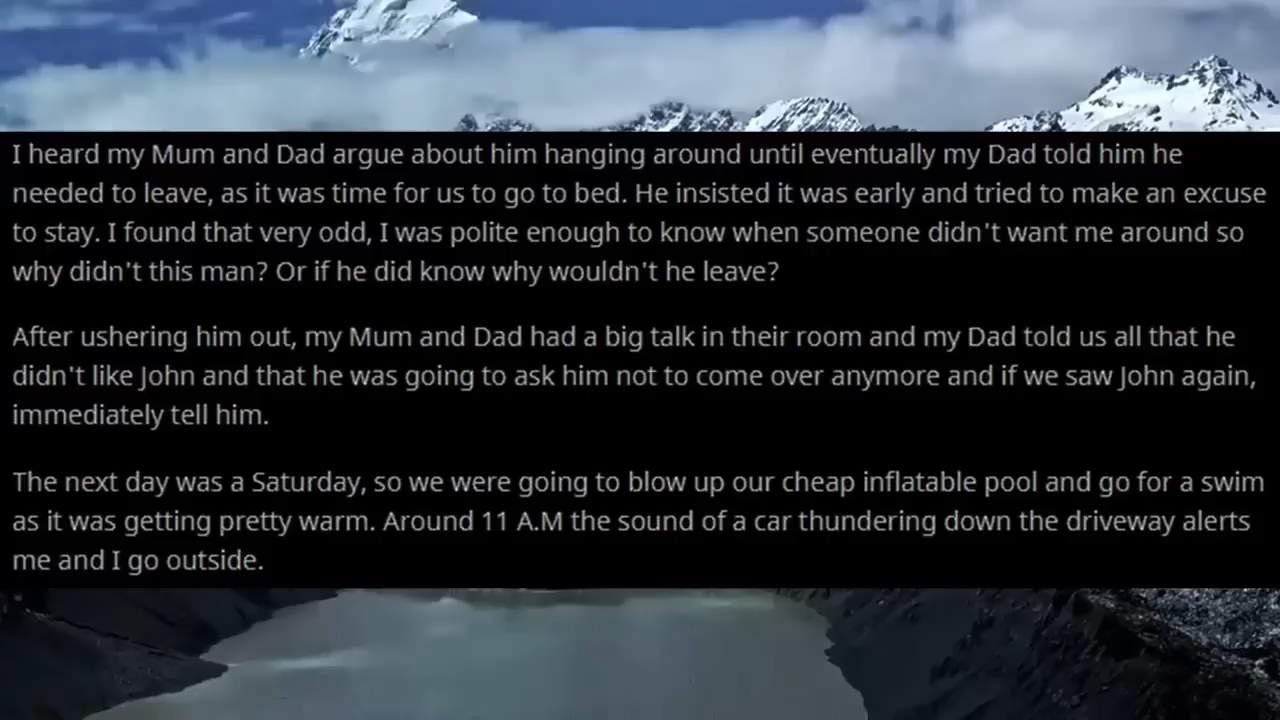 I heard my Mum and Dad argue about him hanging around until eventually my Dad told him he
needed to leave, as it was time for us to go to bed. He insisted it was early and tried to make an excuse
to stay. I found that very odd, I was polite enough to know when someone didn't want me around so
why didn't this man? Or if he did know why wouldn't he leave?
After ushering him out, my Mum and Dad had a big talk in their room and my Dad told us all that he
didn't like John and that he was going to ask him not to come over anymore and if we saw John again,
immediately tell him.
The next day was a Saturday, so we were going to blow up our cheap inflatable pool and go for a swim
as it was getting pretty warm. Around 11 A.M the sound of a car thundering down the driveway alerts
me and I go outside.